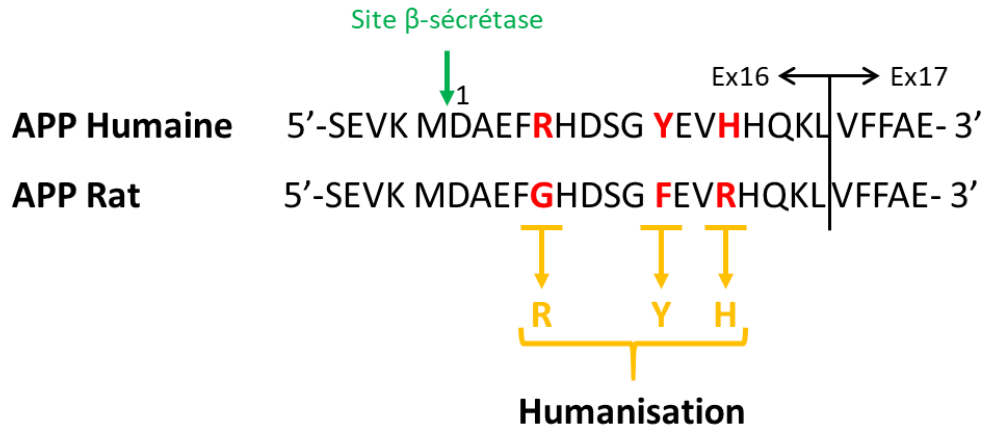 Site β-sécrétase
1
Ex16 Ex17
APP Humaine 5’-SEVK MDAEFRHDSG YEVHHQKL VFFAE- 3’
APP Rat 5’-SEVK MDAEFGHDSG FEVRHQKL VFFAE- 3’
R Y H
Humanisation